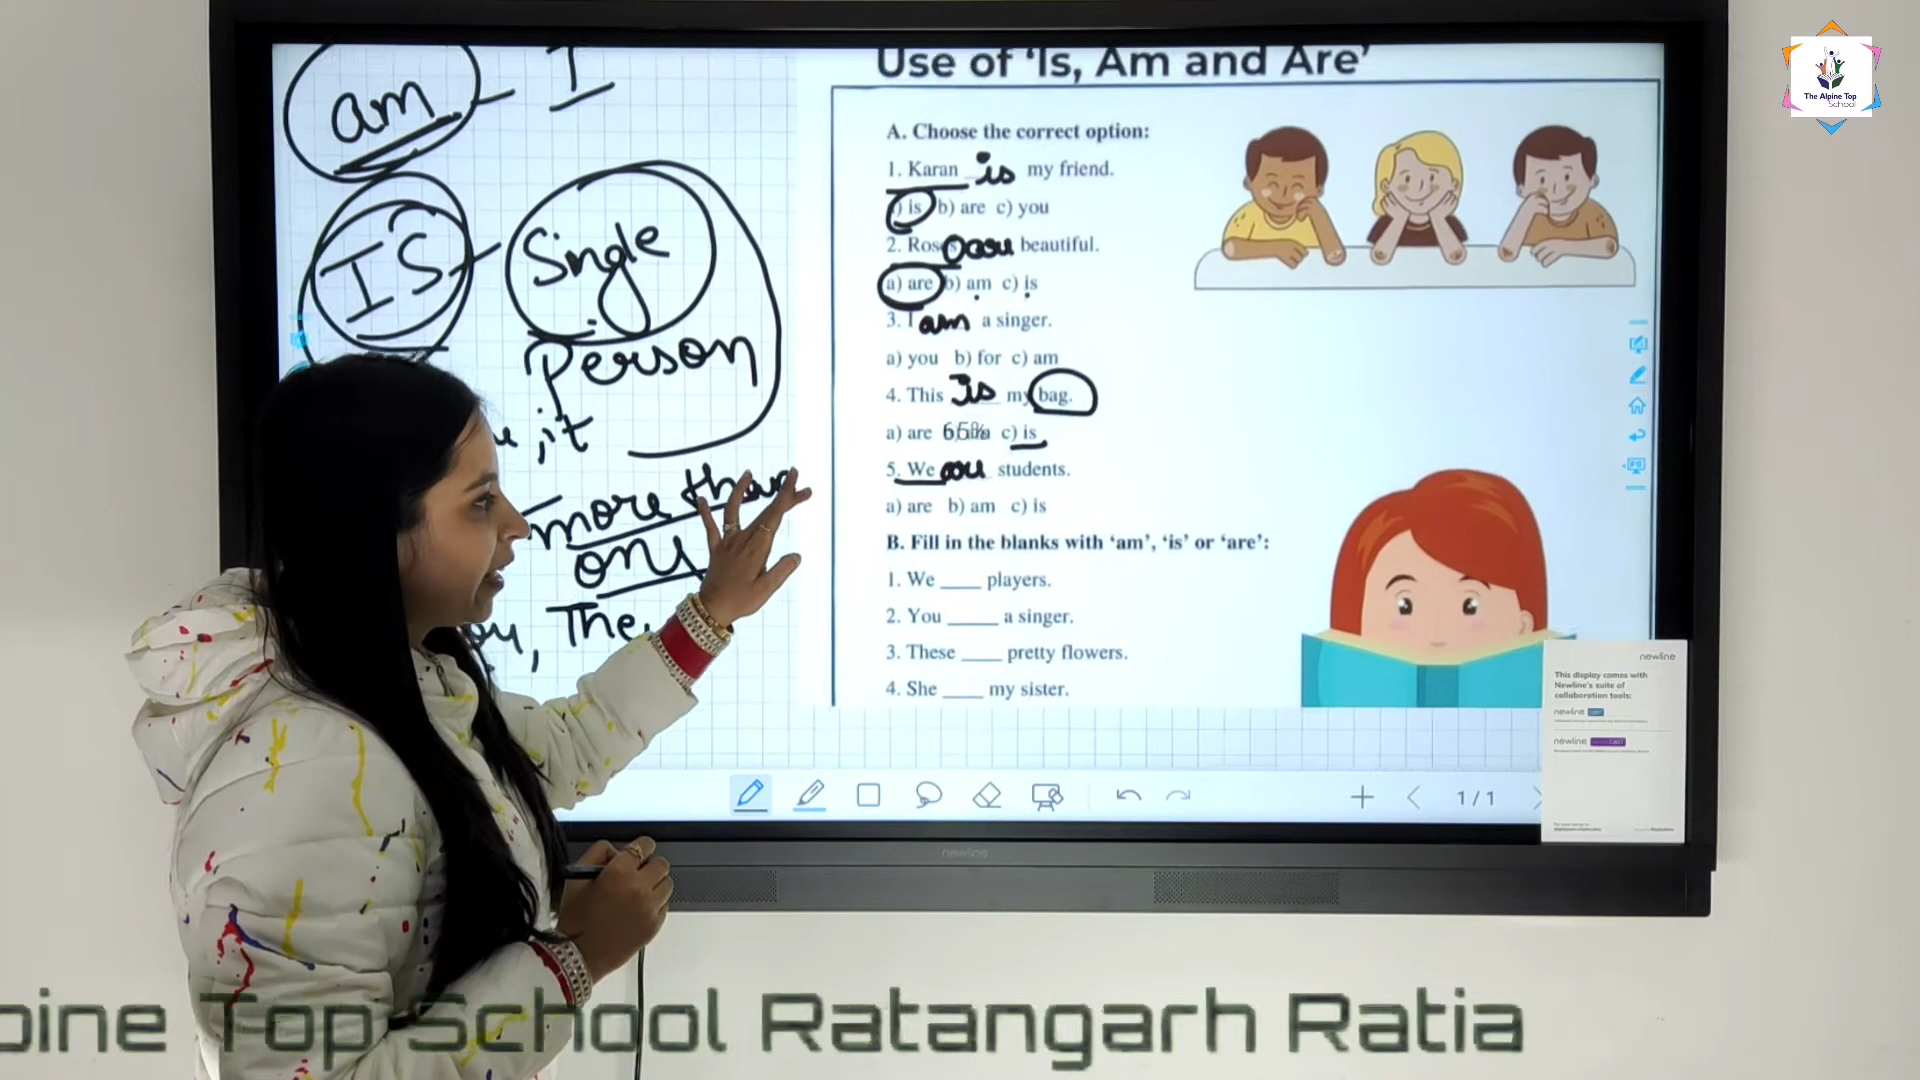 am - I
IS - Single
Person
, it
more than
one
, The
Use of ‘Is, Am and Are’
A. Choose the correct option:
1. Karan is my friend.
a) is b) are c) you
2. Roses are beautiful.
a) are b) am c) is
3. I am a singer.
a) you b) for c) am
4. This is my bag.
a) are 65% c) is
5. We are students.
a) are b) am c) is
B. Fill in the blanks with ‘am’, ‘is’ or ‘are’:
1. We ____ players.
2. You _____ a singer.
3. These ____ pretty flowers.
4. She ____ my sister.
1 / 1
newline
This display comes with
Newline's suite of
collaboration tools:
newline
newline
newline
The Alpine Top
School
pine Top School Ratangarh Ratia